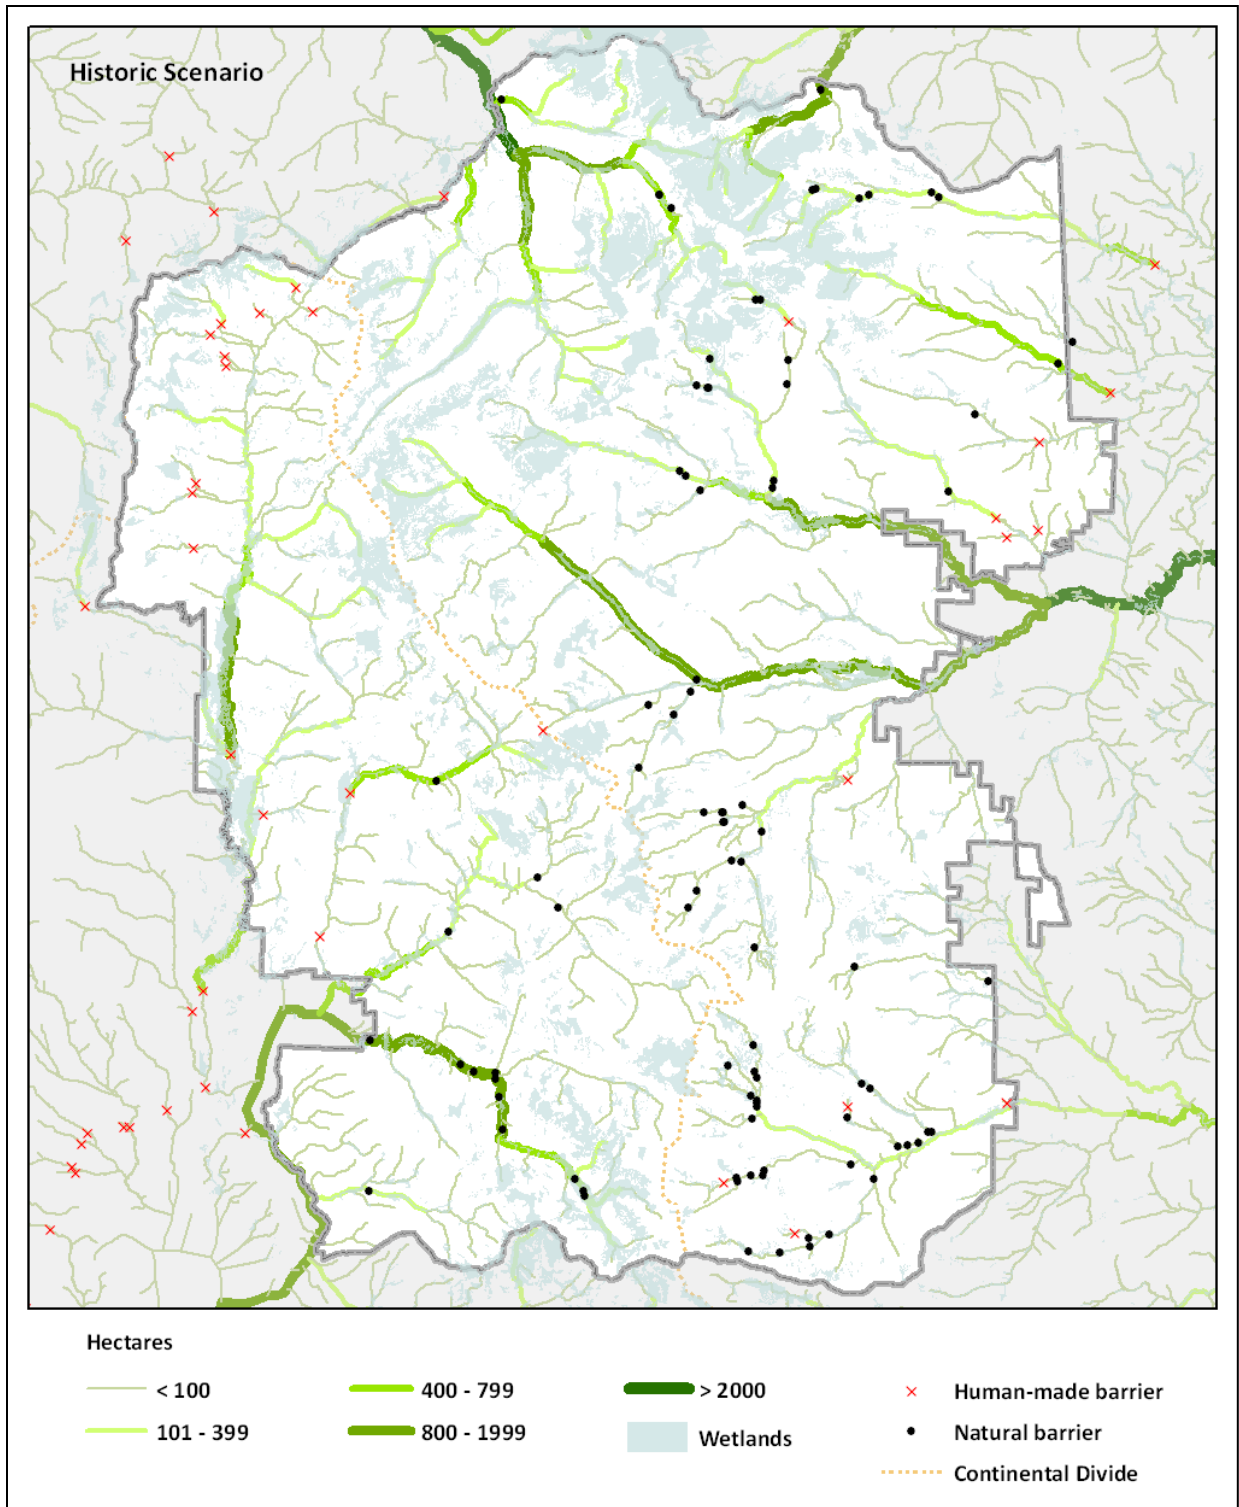 Historic Scenario
Hectares
< 100
400 - 799
> 2000
Human-made barrier
101 - 399
800 - 1999
Wetlands
Natural barrier
Continental Divide